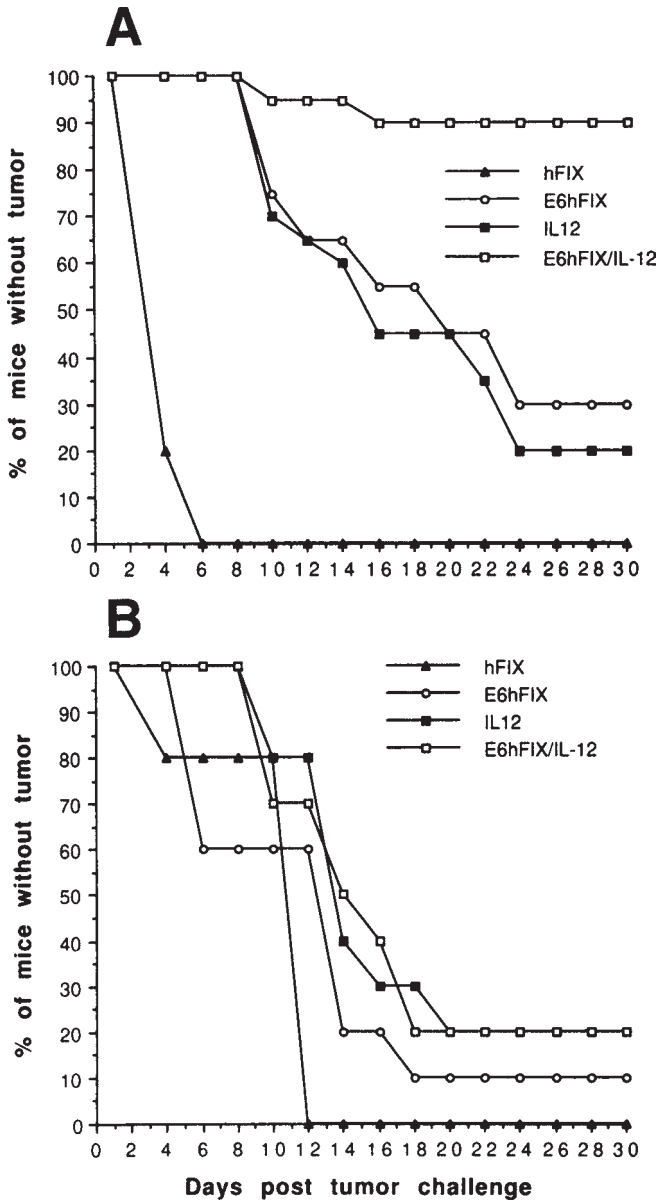 A
% of mice without tumor
100
90
80
70
60
50
40
30
20
10
0
hFIX
E6hFIX
IL12
E6hFIX/IL-12
0 2 4 6 8 10 12 14 16 18 20 22 24 26 28 30
B
% of mice without tumor
100
90
80
70
60
50
40
30
20
10
0
hFIX
E6hFIX
IL12
E6hFIX/IL-12
0 2 4 6 8 10 12 14 16 18 20 22 24 26 28 30
Days post tumor challenge